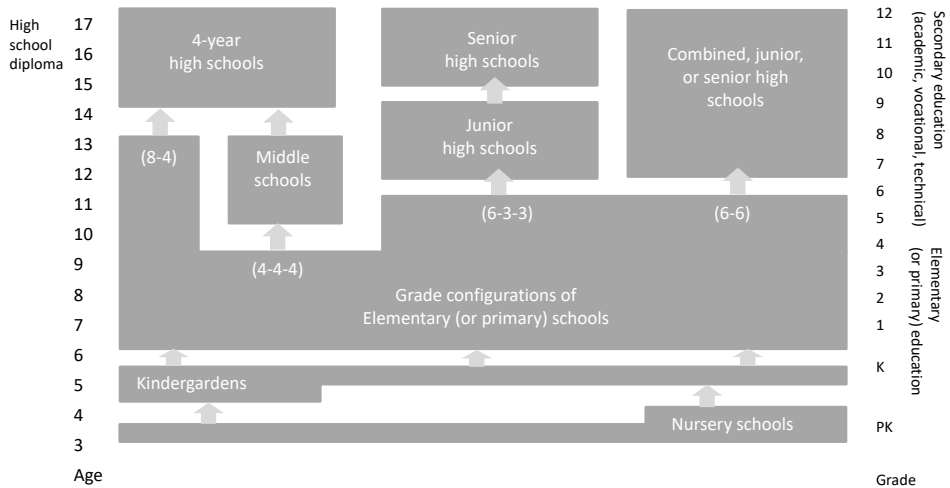 High
school
diploma
17
16
15
14
13
12
11
10
9
8
7
6
5
4
3
Age
4-year
high schools
Senior
high schools
Combined, junior,
or senior high
schools
Junior
high schools
(8-4)
Middle
schools
(6-3-3)
(6-6)
(4-4-4)
Grade configurations of
Elementary (or primary) schools
Kindergardens
Nursery schools
12
11
10
9
8
7
6
5
4
3
2
1
K
PK
Grade
Secondary education
(academic, vocational, technical)
Elementary
(or primary) education